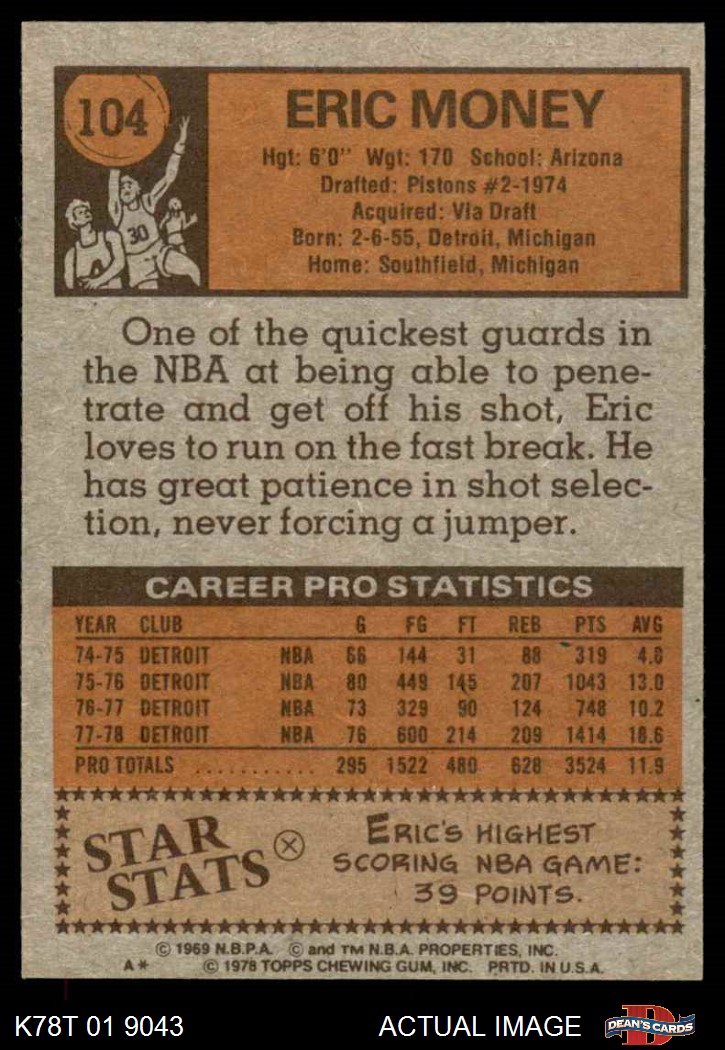 104
ERIC MONEY
Hgt: 6'0" Wgt: 170 School: Arizona
Drafted: Pistons #2-1974
Acquired: Via Draft
Born: 2-6-55, Detroit, Michigan
Home: Southfield, Michigan
30
One of the quickest guards in
the NBA at being able to pene-
trate and get off his shot, Eric
loves to run on the fast break. He
has great patience in shot selec-
tion, never forcing a jumper.
CAREER PRO STATISTICS
YEAR CLUB G FG FT REB PTS AVG
74-75 DETROIT NBA 66 144 31 88 319 4.8
75-76 DETROIT NBA 80 449 145 207 1043 13.0
76-77 DETROIT NBA 73 329 90 124 748 10.2
77-78 DETROIT NBA 76 600 214 209 1414 18.6
PRO TOTALS ........... 295 1522 480 628 3524 11.9
STAR
STATS
ERIC'S HIGHEST
SCORING NBA GAME:
39 POINTS.
© 1969 N.B.P.A. © and TM N.B.A. PROPERTIES, INC.
A* © 1978 TOPPS CHEWING GUM, INC. PRTD. IN U.S.A.
K78T 01 9043 ACTUAL IMAGE
D
DEAN'S CARDS